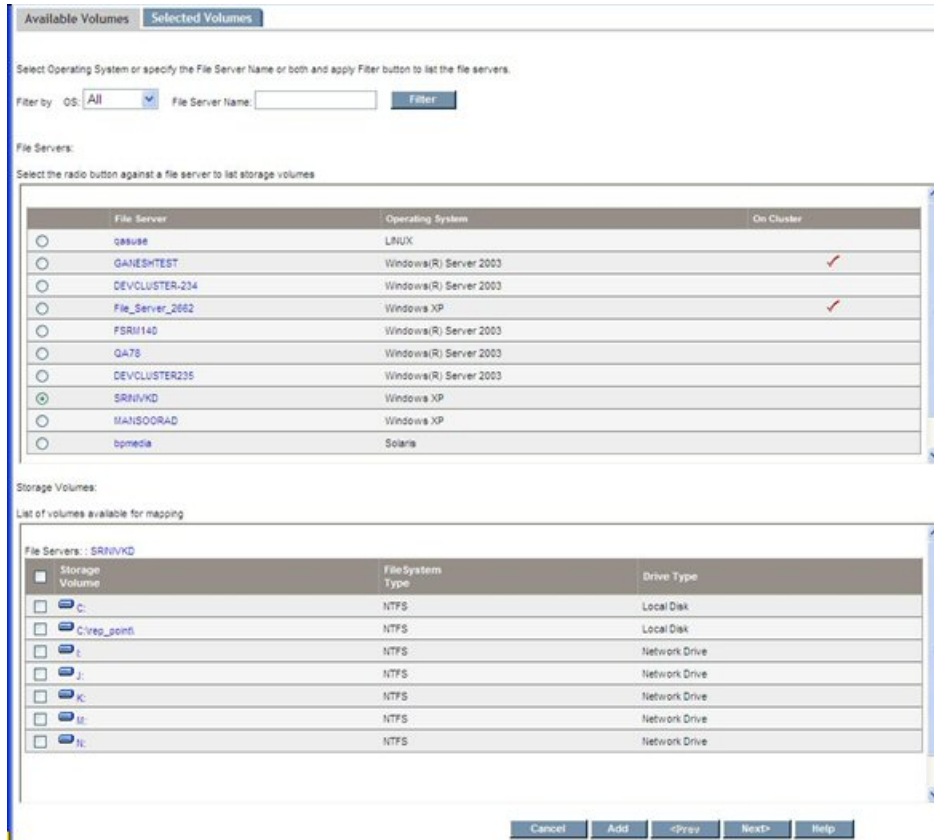 Available Volumes Selected Volumes
Select Operating System or specify the File Server Name or both and apply Filter button to list the file servers.
Filter by OS: All File Server Name: Filter
File Servers:
Select the radio button against a file server to list storage volumes
File Server Operating System On Cluster
qasuse LINUX
GANESHTEST Windows(R) Server 2003
DEVCLUSTER-234 Windows(R) Server 2003
File_Server_2662 Windows XP
FSRM140 Windows(R) Server 2003
QA78 Windows(R) Server 2003
DEVCLUSTER235 Windows(R) Server 2003
SRINIVKD Windows XP
MANSOORAD Windows XP
bpmedia Solaris
Storage Volumes:
List of volumes available for mapping
File Servers: : SRINIVKD
Storage Volume FileSystem Type Drive Type
C: NTFS Local Disk
C:\rep_point\ NTFS Local Disk
I: NTFS Network Drive
J: NTFS Network Drive
K: NTFS Network Drive
M: NTFS Network Drive
N: NTFS Network Drive
Cancel Add <Prev Next> Help